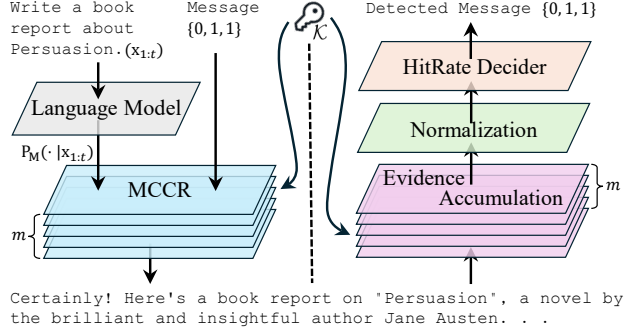 Write a book
report about
Persuasion.(x₁:ₜ)
Message
{0, 1, 1}
𝒦
Language Model
P_M(· |x₁:ₜ)
MCCR
m
Detected Message {0, 1, 1}
HitRate Decider
Normalization
Evidence
Accumulation
m
Certainly! Here's a book report on "Persuasion", a novel by
the brilliant and insightful author Jane Austen. . .